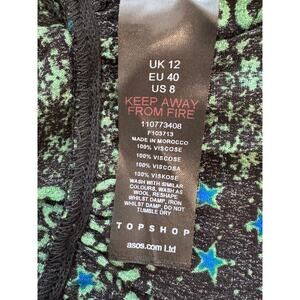 UK 12
EU 40
US 8
KEEP AWAY
FROM FIRE
110773408
F103713
MADE IN MOROCCO
100% VISCOSE
100% VISCOSE
100% VISCOSA
100% VISKOSE
WASH WITH SIMILAR
COLOURS, WASH AS
WOOL, RESHAPE
WHILST DAMP, IRON
WHILST DAMP, DO NOT
TUMBLE DRY
TOPSHOP
asos.com Ltd